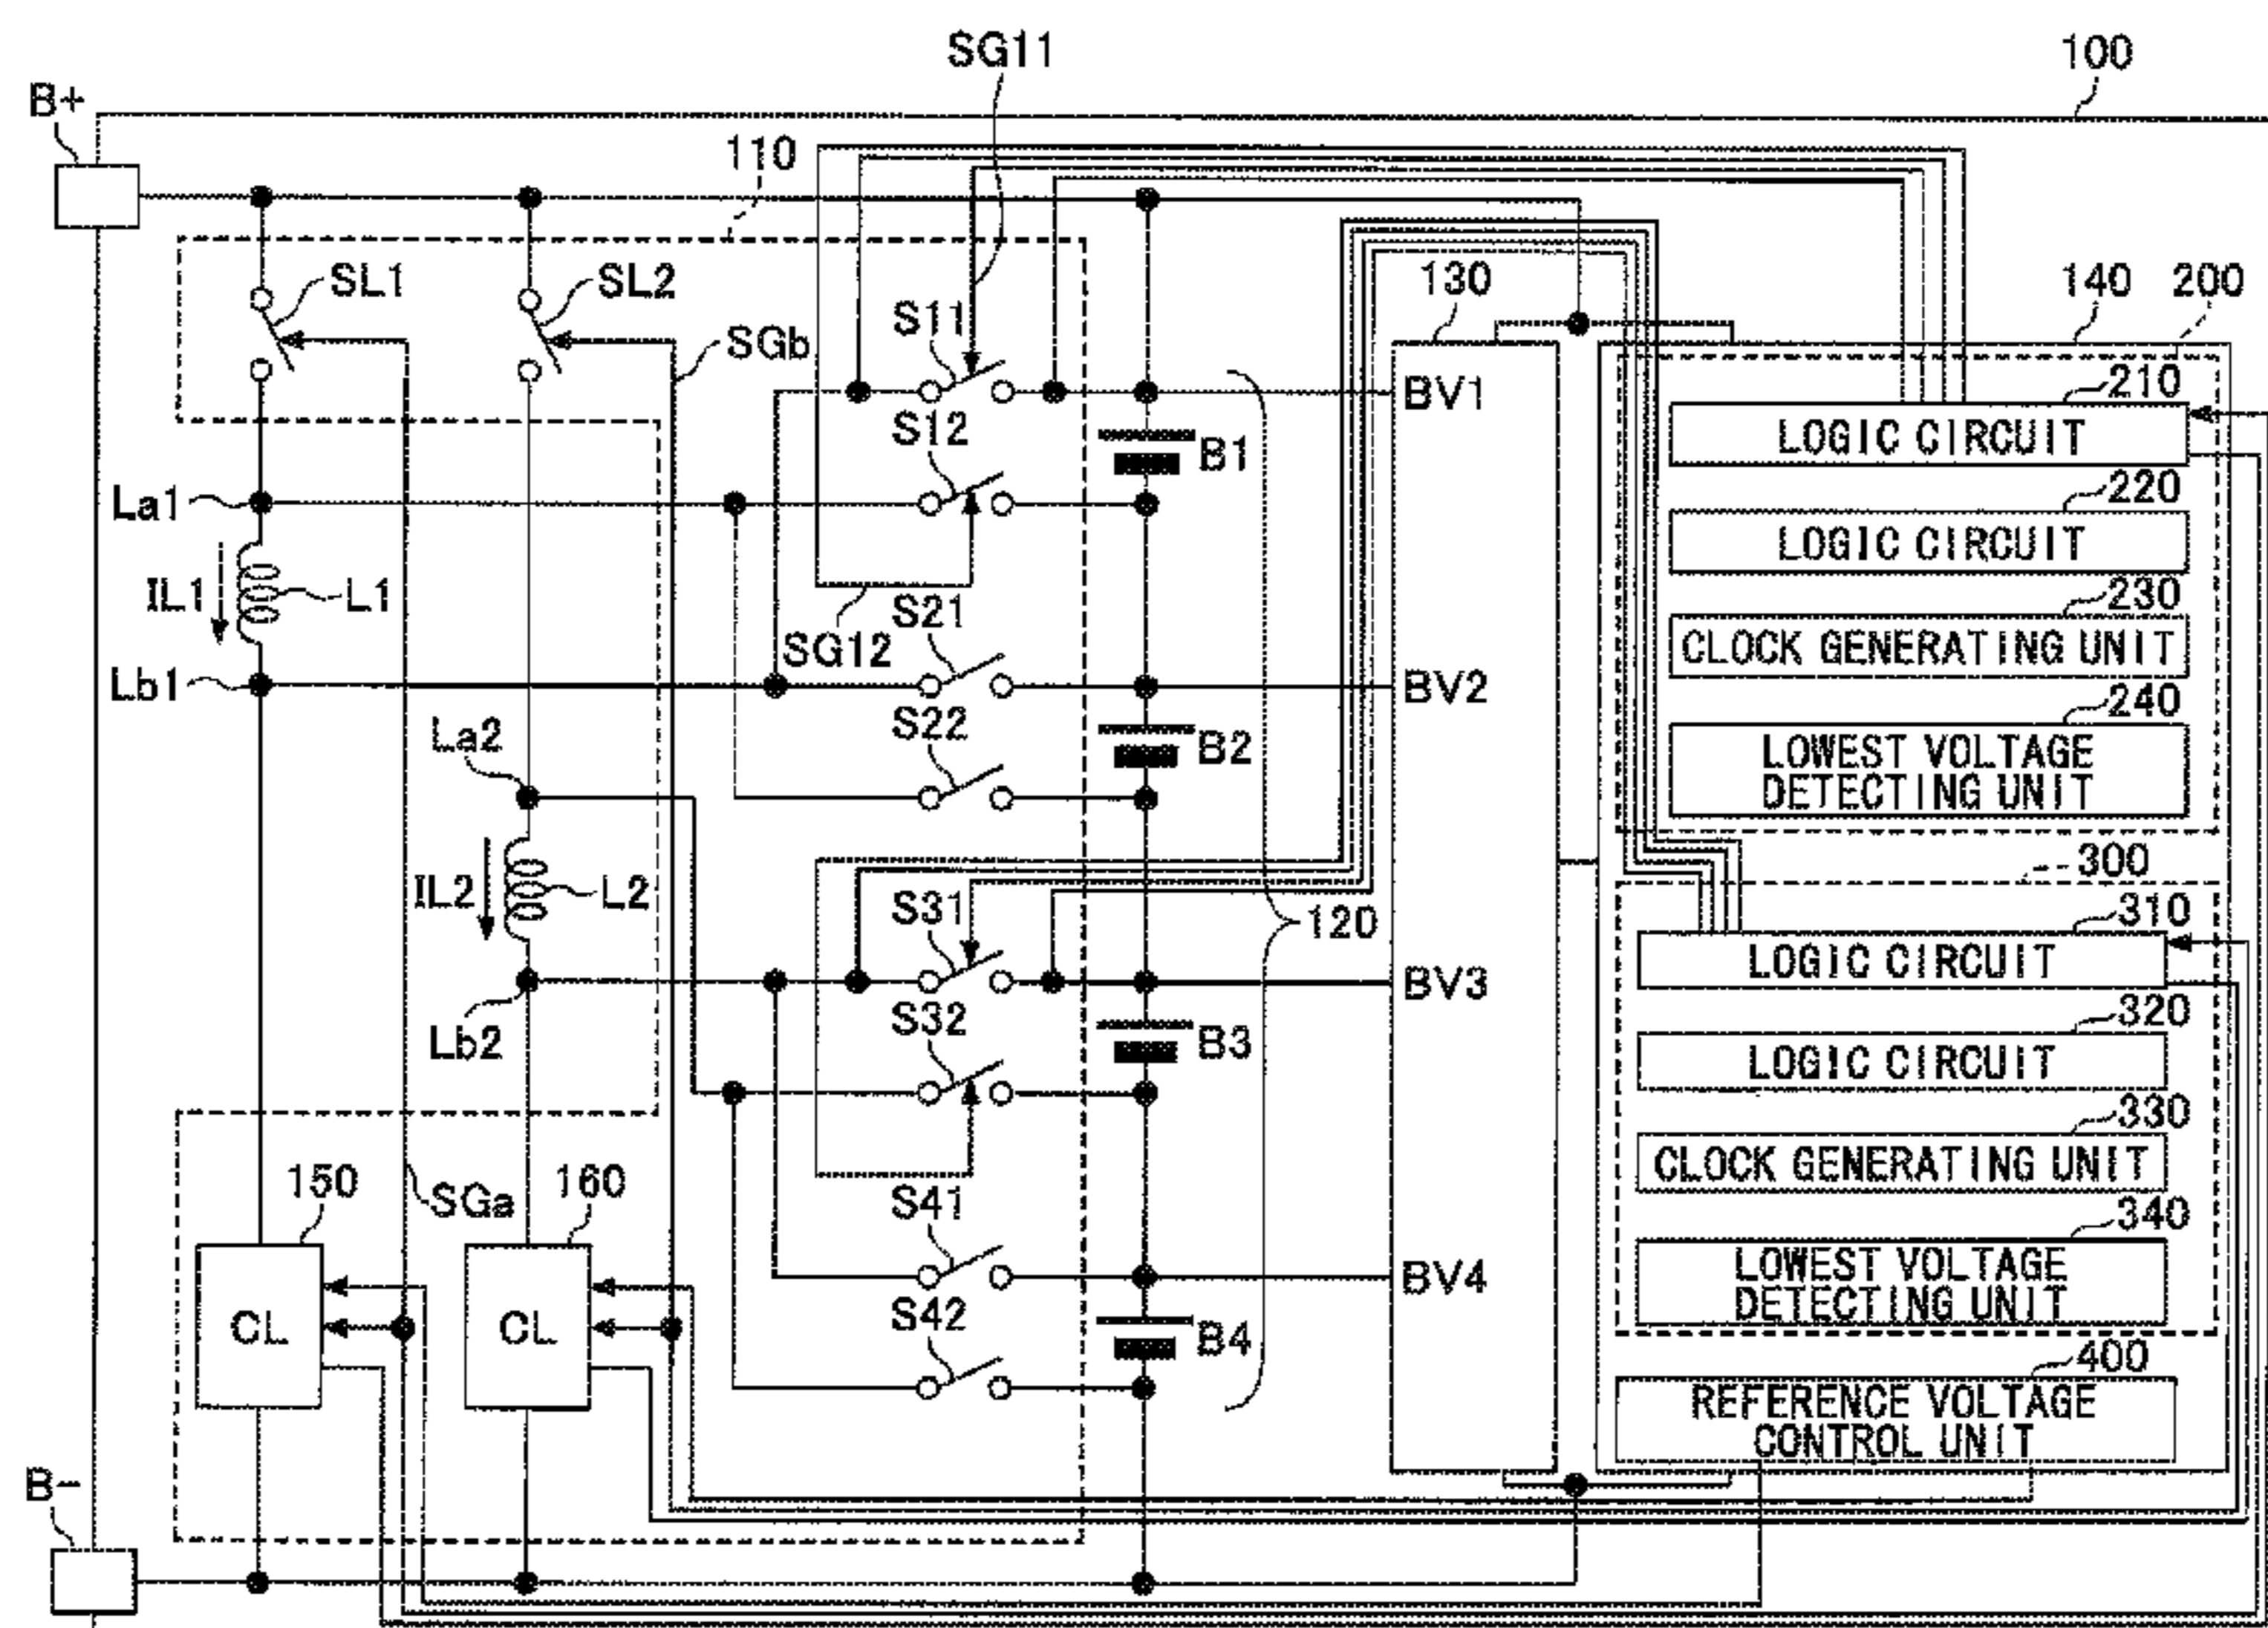 SG11
100
B+
110
SL1
SL2
130
140
200
S11
SGb
210
BV1
LOGIC CIRCUIT
S12
B1
220
La1
LOGIC CIRCUIT
IL1
L1
230
S21
SG12
CLOCK GENERATING UNIT
Lb1
BV2
240
La2
S22
B2
LOWEST VOLTAGE
DETECTING UNIT
300
IL2
L2
S31
120
310
LOGIC CIRCUIT
BV3
S32
320
Lb2
B3
LOGIC CIRCUIT
330
150
SGa
160
CLOCK GENERATING UNIT
S41
340
BV4
LOWEST VOLTAGE
DETECTING UNIT
CL
CL
S42
B4
400
REFERENCE VOLTAGE
CONTROL UNIT
B-